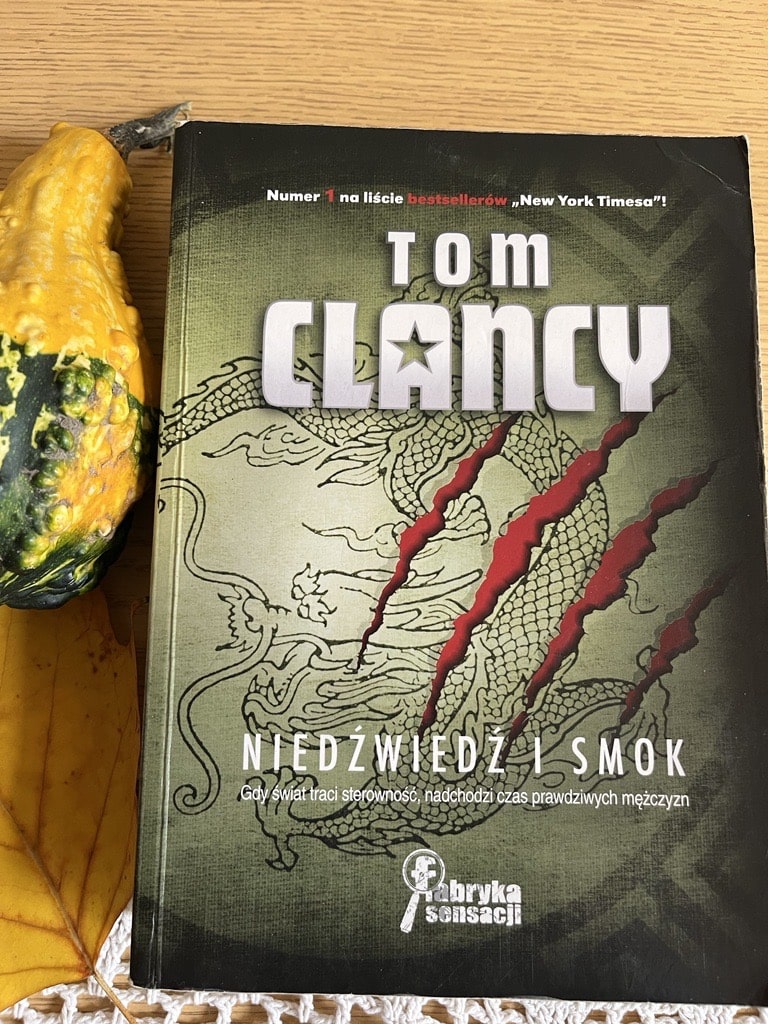 Numer 1 na liście bestsellerów „New York Timesa”!
TOM
CLANCY
NIEDŹWIEDŹ I SMOK
Gdy świat traci sterowność, nadchodzi czas prawdziwych mężczyzn
fabryka
sensacji